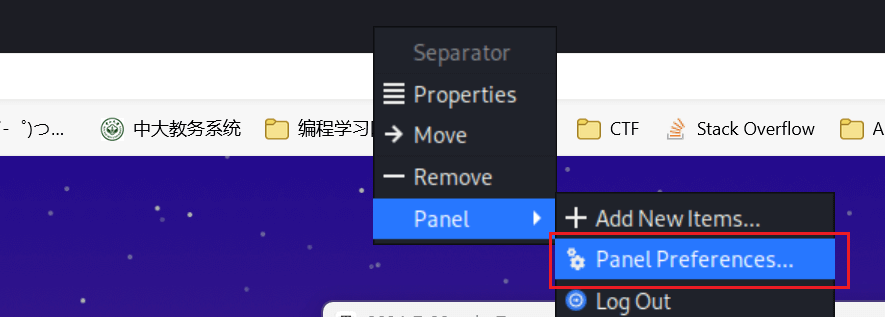 Separator
Properties
-゜)つ...
中大教务系统
编程学习
CTF
Stack Overflow
A
Move
Remove
Panel
Add New Items...
Panel Preferences...
Log Out